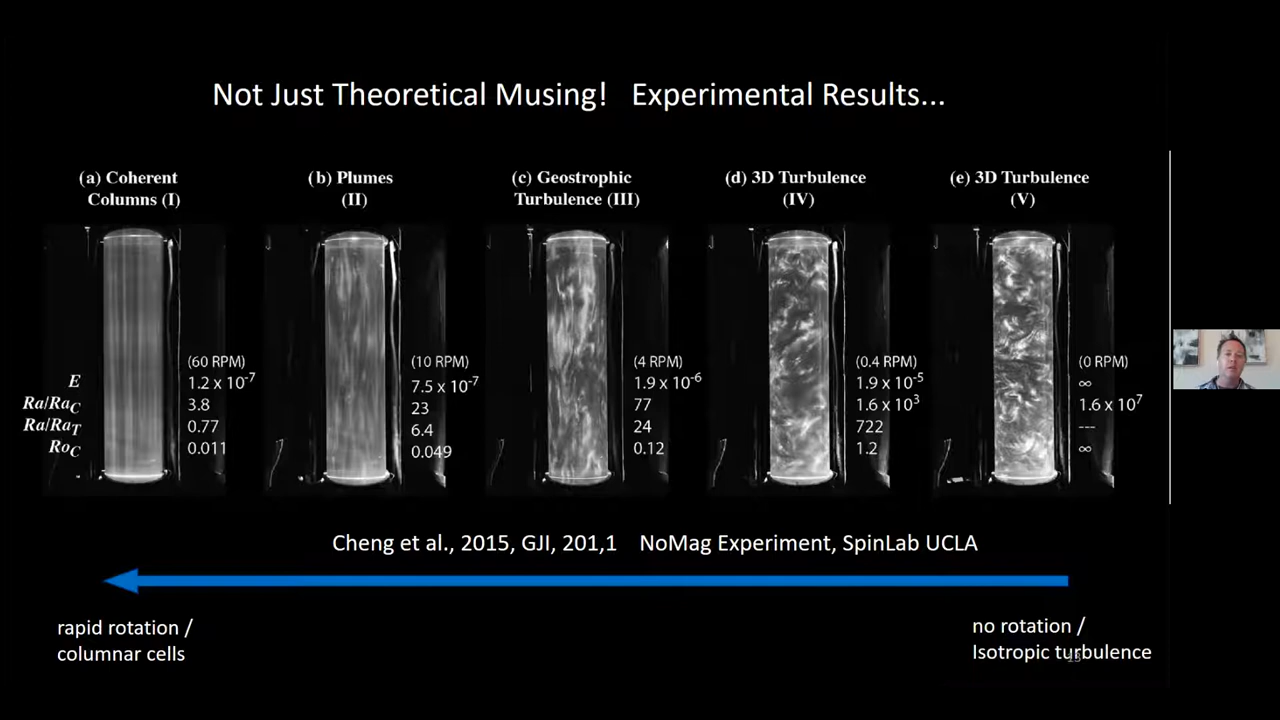 Not Just Theoretical Musing! Experimental Results...
(a) Coherent
Columns (I)
(b) Plumes
(II)
(c) Geostrophic
Turbulence (III)
(d) 3D Turbulence
(IV)
(e) 3D Turbulence
(V)
(60 RPM) (10 RPM) (4 RPM) (0.4 RPM) (0 RPM)
E 1.2 x 10⁻⁷ 7.5 x 10⁻⁷ 1.9 x 10⁻⁶ 1.9 x 10⁻⁵ ∞
Ra/Ra_C 3.8 23 77 1.6 x 10³ 1.6 x 10⁷
Ra/Ra_T 0.77 6.4 24 722 ---
Ro_C 0.011 0.049 0.12 1.2 ∞
Cheng et al., 2015, GJI, 201,1 NoMag Experiment, SpinLab UCLA
rapid rotation /
columnar cells
no rotation /
Isotropic turbulence
13